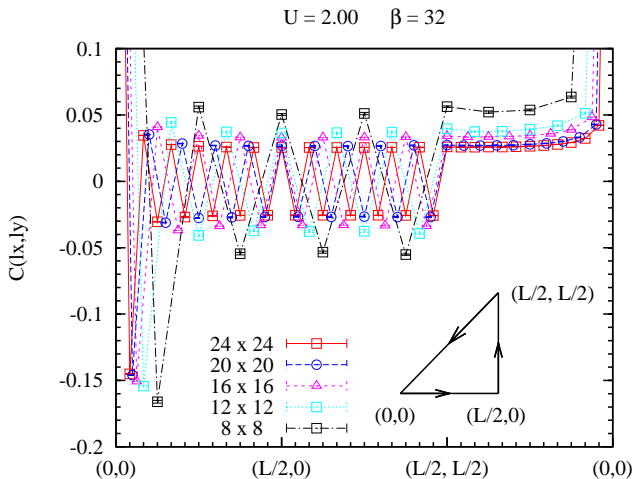 U = 2.00 β = 32
C(lx,ly)
0.1
0.05
0
-0.05
-0.1
-0.15
-0.2
(0,0) (L/2,0) (L/2, L/2) (0,0)
24 x 24
20 x 20
16 x 16
12 x 12
8 x 8
(L/2, L/2)
(0,0) (L/2,0)